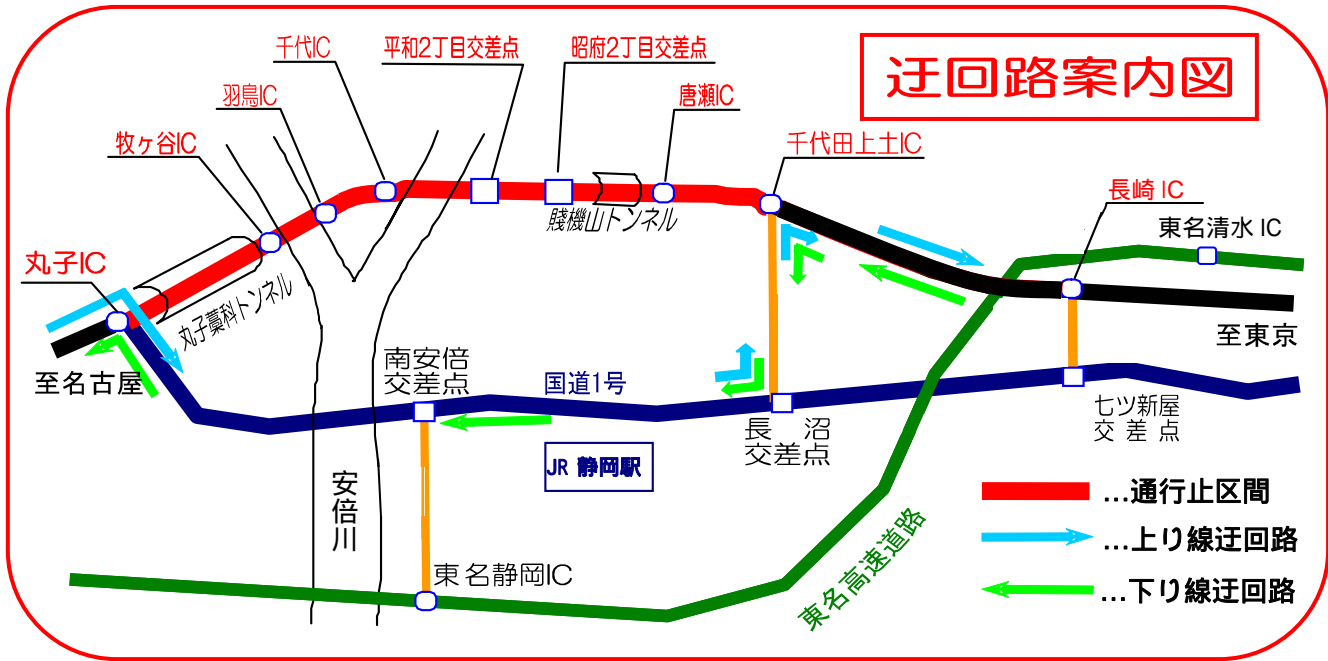 迂回路案内図
千代IC
平和2丁目交差点
昭府2丁目交差点
羽鳥IC
唐瀬IC
牧ヶ谷IC
千代田上土IC
長崎 IC
賤機山トンネル
東名清水 IC
丸子IC
丸子藁科トンネル
至東京
至名古屋
南安倍
交差点
国道1号
長 沼
交差点
七ツ新屋
交 差 点
JR 静岡駅
安倍川
...通行止区間
...上り線迂回路
...下り線迂回路
東名静岡IC
東名高速道路